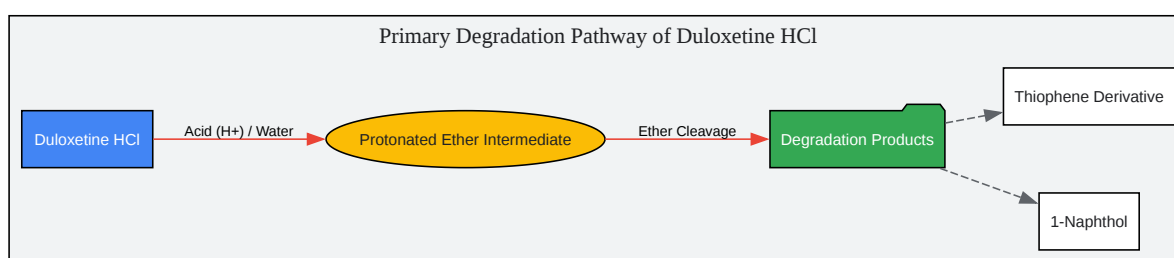 Primary Degradation Pathway of Duloxetine HCl
Duloxetine HCl
Acid (H+) / Water
Protonated Ether Intermediate
Ether Cleavage
Degradation Products
Thiophene Derivative
1-Naphthol